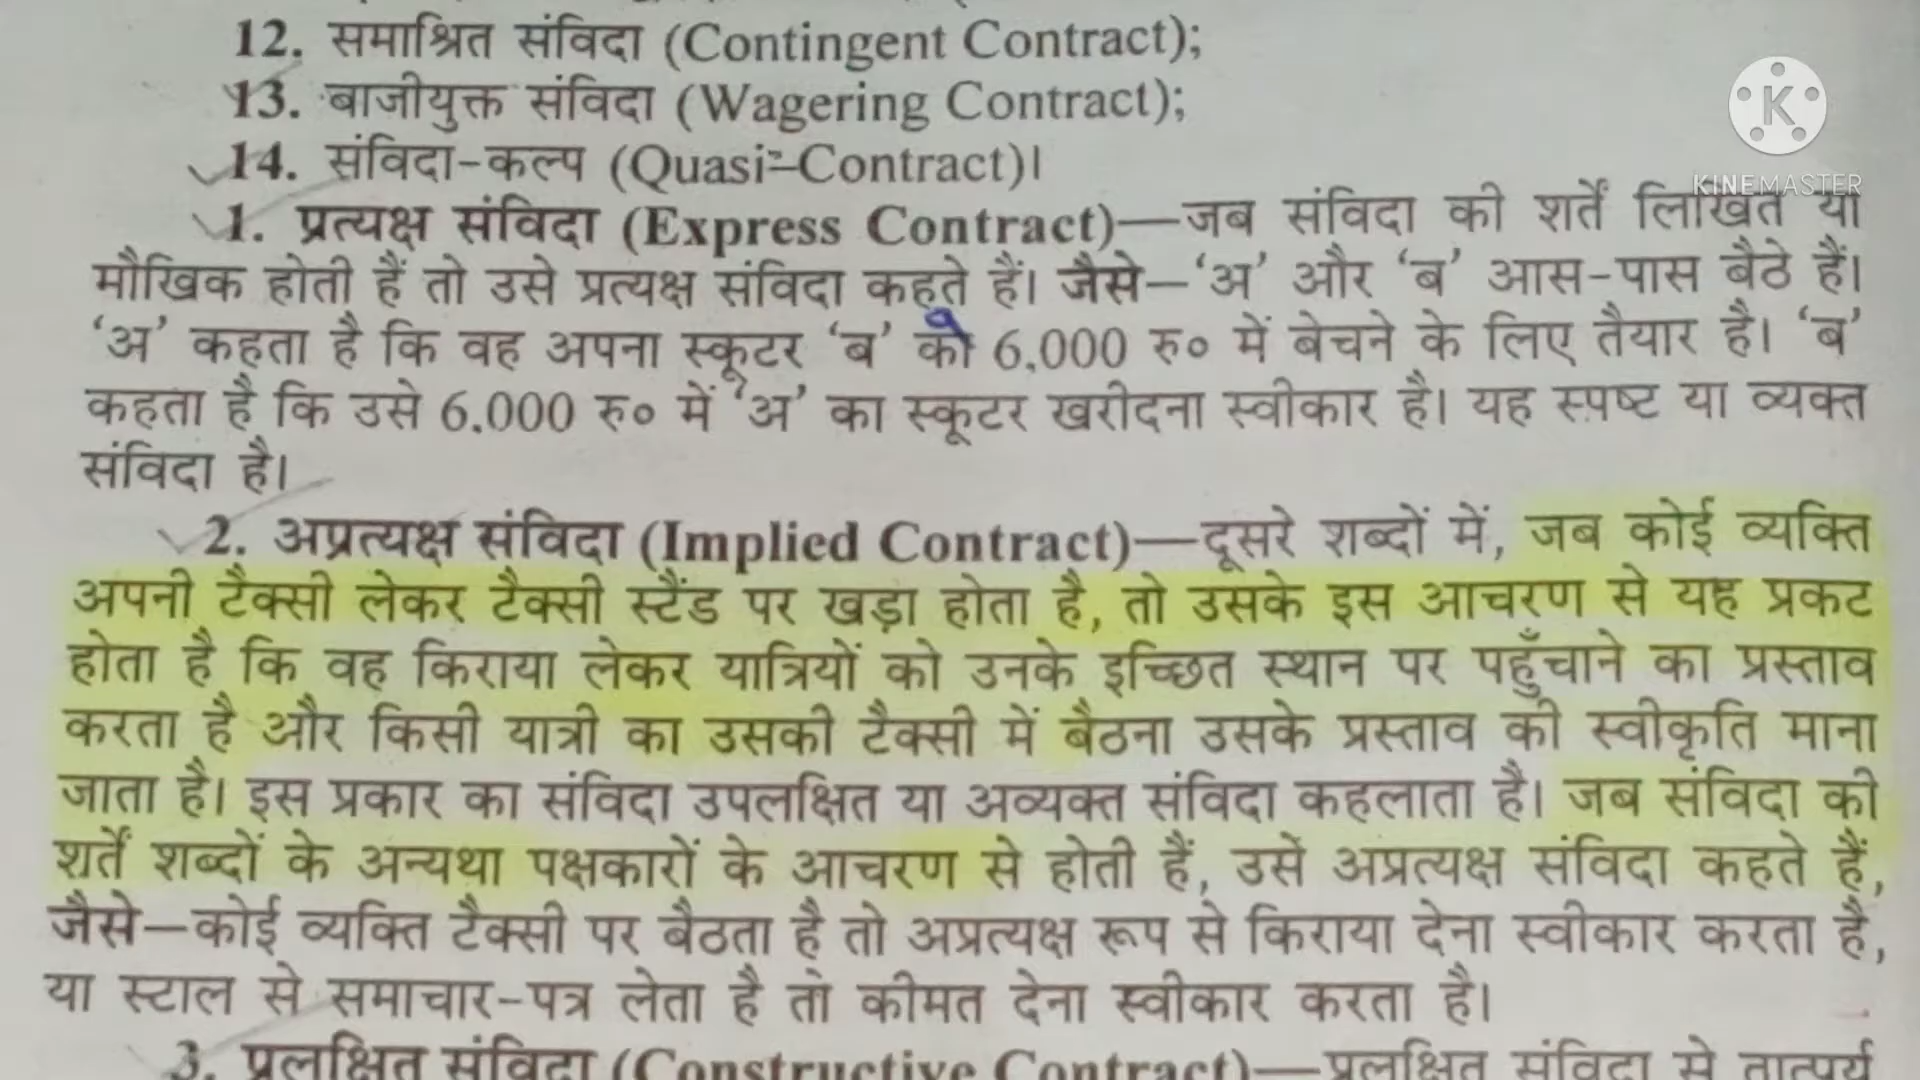 12. समाश्रित संविदा (Contingent Contract);
13. बाजीयुक्त संविदा (Wagering Contract);
14. संविदा-कल्प (Quasi-Contract)।
K
KINEMASTER
1. प्रत्यक्ष संविदा (Express Contract)—जब संविदा की शर्तें लिखित या
मौखिक होती हैं तो उसे प्रत्यक्ष संविदा कहते हैं। जैसे—‘अ’ और ‘ब’ आस-पास बैठे हैं।
‘अ’ कहता है कि वह अपना स्कूटर ‘ब’ को 6,000 रु० में बेचने के लिए तैयार है। ‘ब’
कहता है कि उसे 6,000 रु० में ‘अ’ का स्कूटर खरीदना स्वीकार है। यह स्पष्ट या व्यक्त
संविदा है।
2. अप्रत्यक्ष संविदा (Implied Contract)—दूसरे शब्दों में, जब कोई व्यक्ति
अपनी टैक्सी लेकर टैक्सी स्टैंड पर खड़ा होता है, तो उसके इस आचरण से यह प्रकट
होता है कि वह किराया लेकर यात्रियों को उनके इच्छित स्थान पर पहुँचाने का प्रस्ताव
करता है और किसी यात्री का उसकी टैक्सी में बैठना उसके प्रस्ताव की स्वीकृति माना
जाता है। इस प्रकार का संविदा उपलक्षित या अव्यक्त संविदा कहलाता है। जब संविदा की
शर्तें शब्दों के अन्यथा पक्षकारों के आचरण से होती हैं, उसे अप्रत्यक्ष संविदा कहते हैं,
जैसे—कोई व्यक्ति टैक्सी पर बैठता है तो अप्रत्यक्ष रूप से किराया देना स्वीकार करता है,
या स्टाल से समाचार-पत्र लेता है तो कीमत देना स्वीकार करता है।
3. प्रलक्षित संविदा (Constructive Contract)—प्रलक्षित संविदा से तात्पर्य